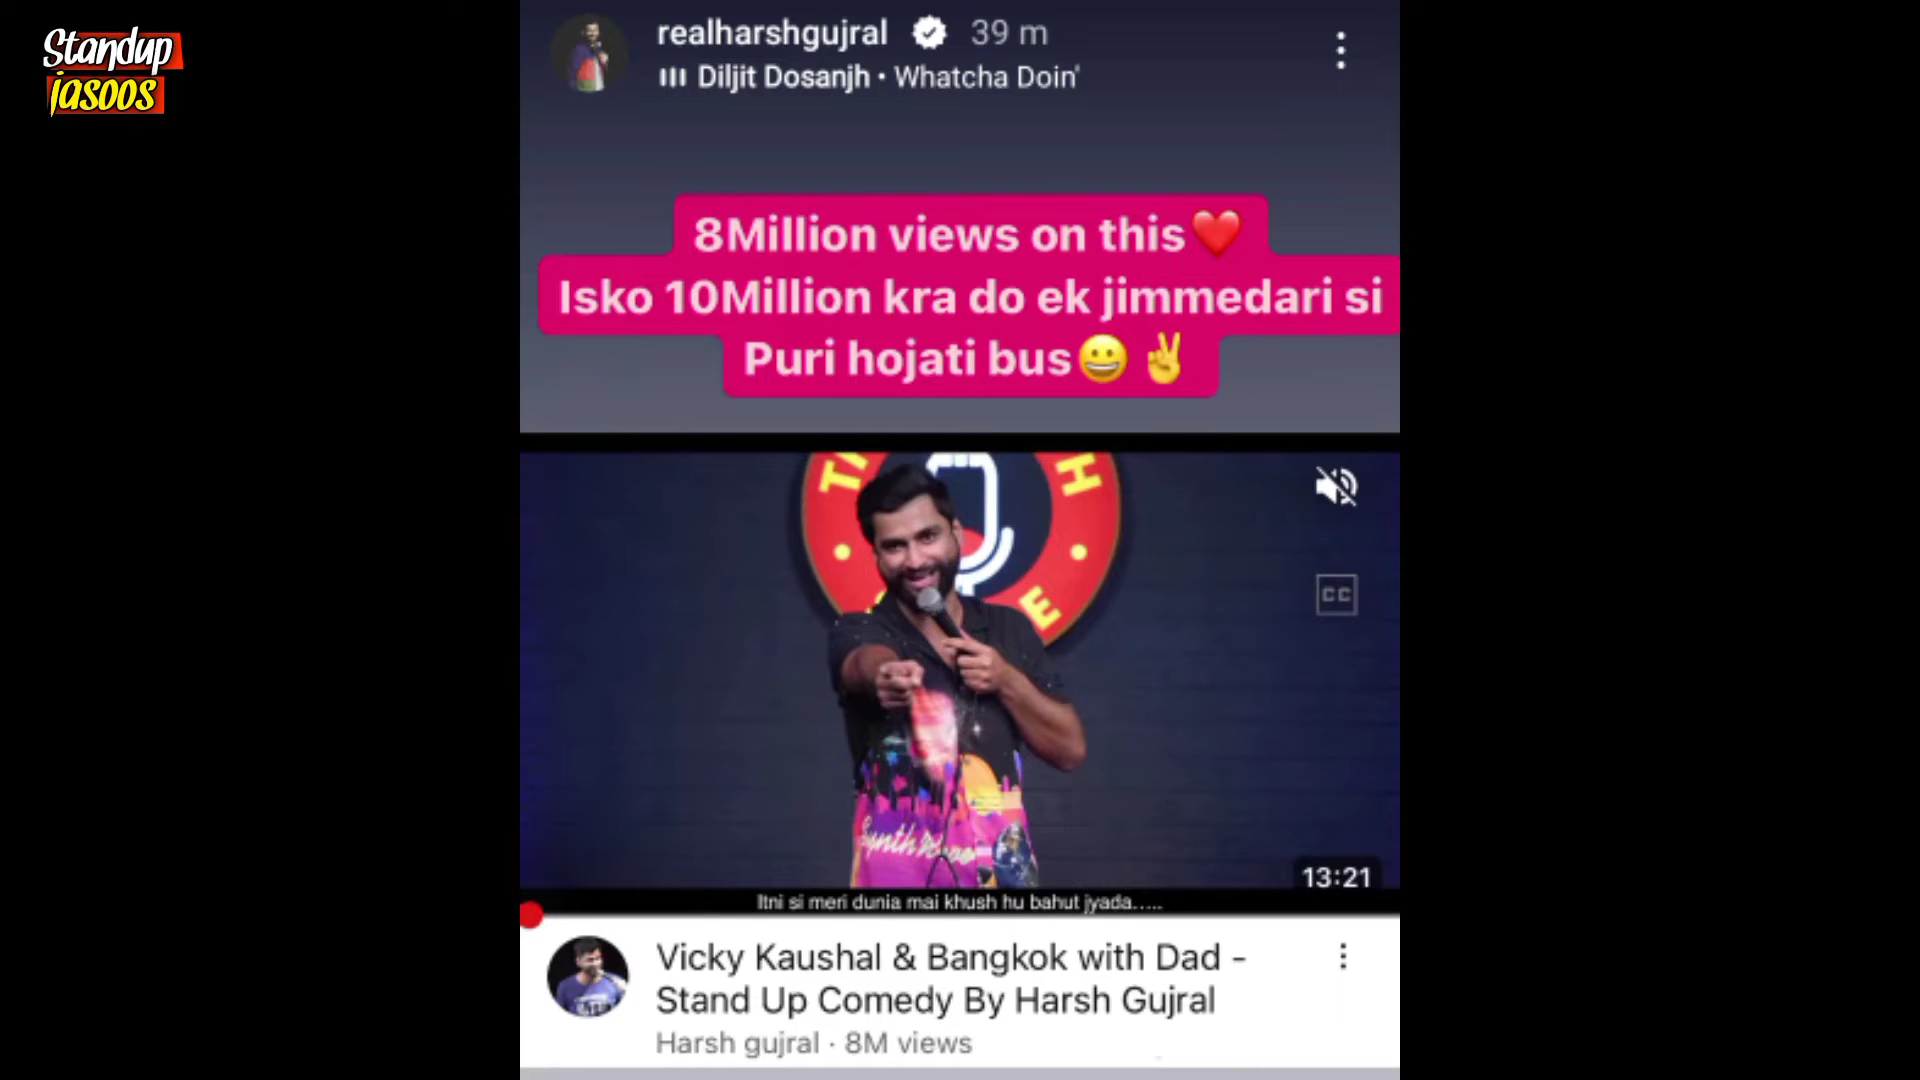 Standup
jasoos
realharshgujral 39 m
Diljit Dosanjh • Whatcha Doin'
8Million views on this❤️
Isko 10Million kra do ek jimmedari si
Puri hojati bus😀✌️
CC
13:21
Itni si meri dunia mai khush hu bahut jyada.....
Vicky Kaushal & Bangkok with Dad -
Stand Up Comedy By Harsh Gujral
Harsh gujral · 8M views